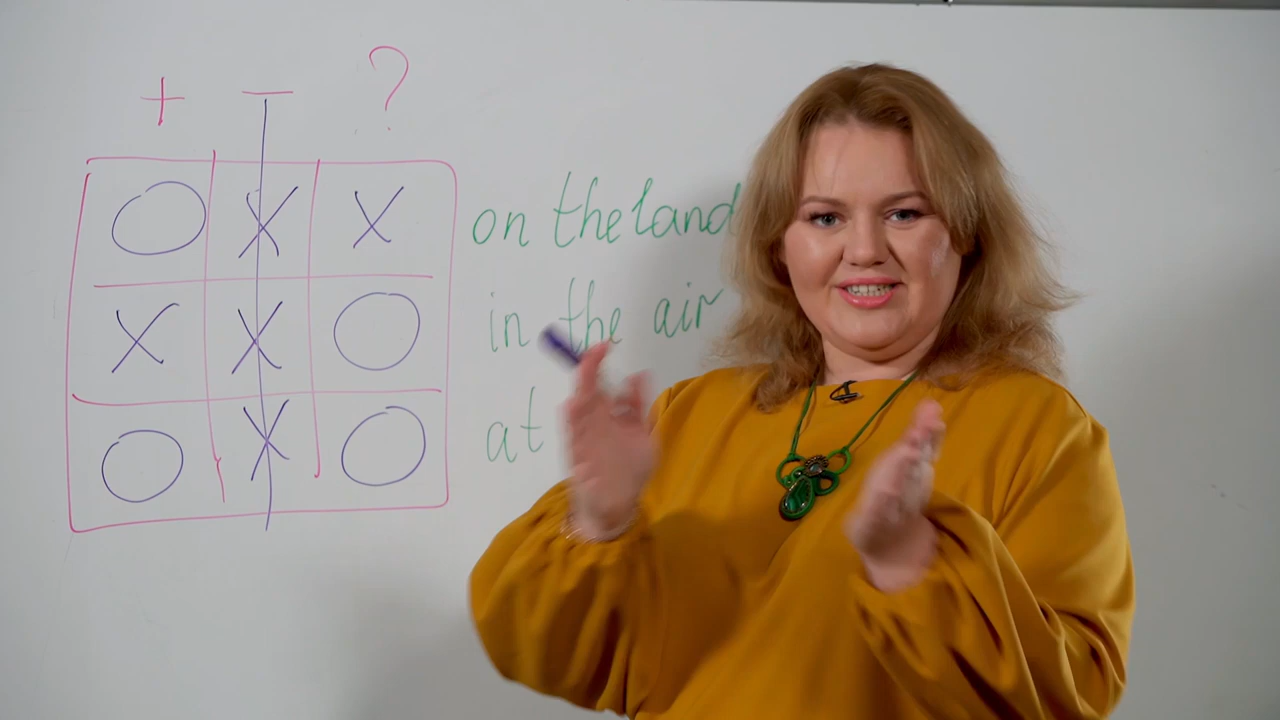 + — ?
O X X on the land
X X O in the air
O X O at